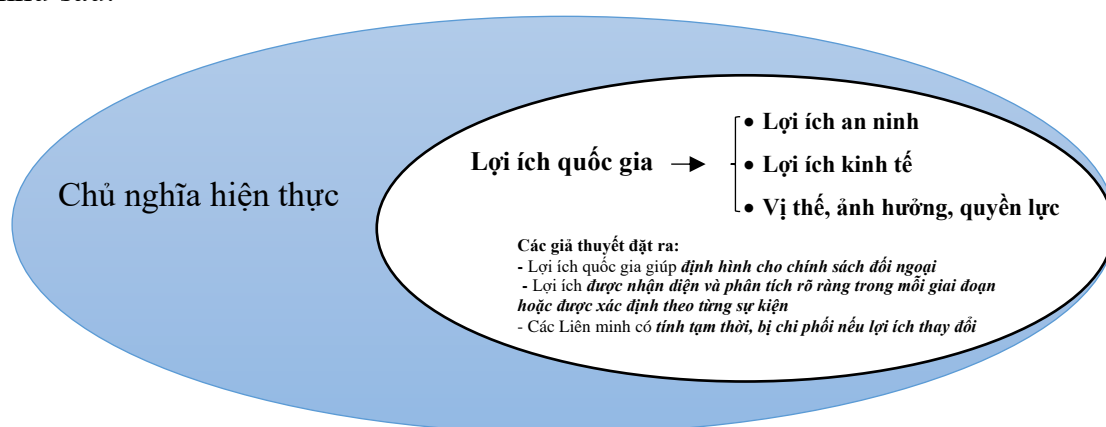 như sau:
Chủ nghĩa hiện thực
Lợi ích quốc gia
• Lợi ích an ninh
• Lợi ích kinh tế
• Vị thế, ảnh hưởng, quyền lực
Các giả thuyết đặt ra:
- Lợi ích quốc gia giúp định hình cho chính sách đối ngoại
- Lợi ích được nhận diện và phân tích rõ ràng trong mỗi giai đoạn
hoặc được xác định theo từng sự kiện
- Các Liên minh có tính tạm thời, bị chi phối nếu lợi ích thay đổi